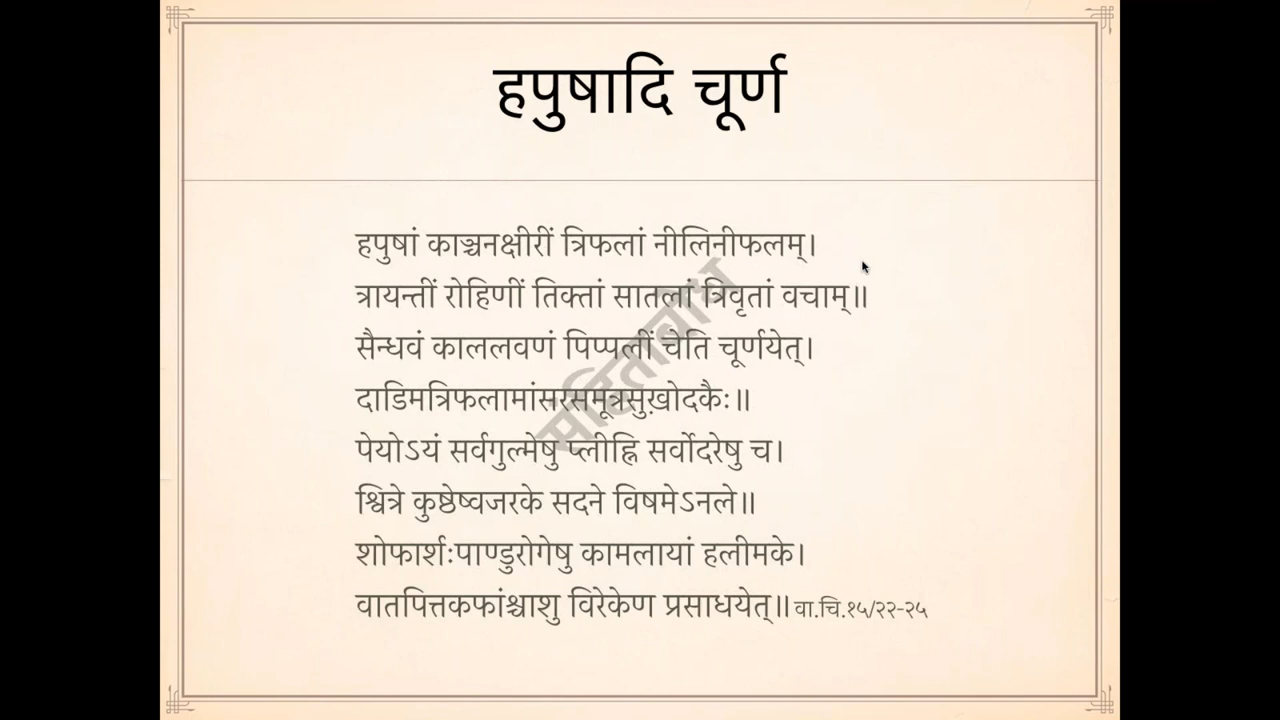 हपुषादि चूर्ण
हपुषां काञ्चनक्षीरीं त्रिफलां नीलिनीफलम्।
त्रायन्तीं रोहिणीं तिक्तां सातलां त्रिवृतां वचाम्॥
सैन्धवं काललवणं पिप्पलीं चेति चूर्णयेत्।
दाडिमत्रिफलामांसरसमूत्रसुखोदकैः॥
पेयोऽयं सर्वगुल्मेषु प्लीह्नि सर्वोदरेषु च।
श्वित्रे कुष्ठेष्वजरके सदने विषमेऽनले॥
शोफार्शःपाण्डुरोगेषु कामलायां हलीमके।
वातपित्तकफांश्चाशु विरेकेण प्रसाधयेत्॥ वा.चि.१५/२२-२५
संहिताबोध